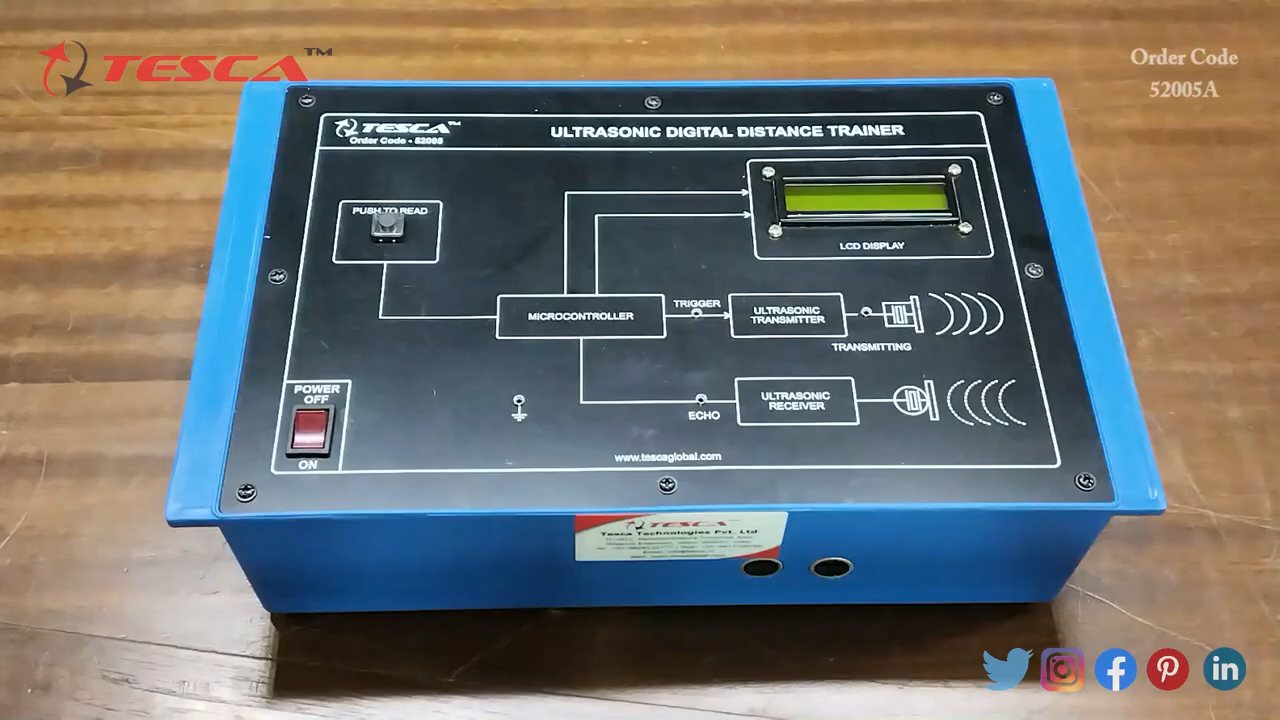 TESCA™
Order Code
52005A
TESCA™
Order Code - 52005
ULTRASONIC DIGITAL DISTANCE TRAINER
PUSH TO READ
LCD DISPLAY
MICROCONTROLLER
TRIGGER
ULTRASONIC
TRANSMITTER
TRANSMITTING
POWER
OFF
ON
ECHO
ULTRASONIC
RECEIVER
www.tescaglobal.com
TESCA
Tesca Technologies Pvt. Ltd